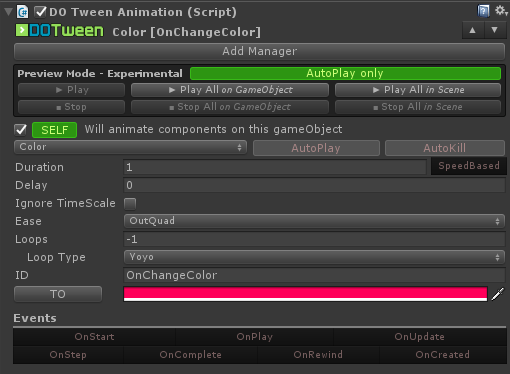 DO Tween Animation (Script)
DOTween Color [OnChangeColor]
Add Manager
Preview Mode - Experimental AutoPlay only
Play Play All on GameObject Play All in Scene
Stop Stop All on GameObject Stop All in Scene
SELF Will animate components on this gameObject
Color AutoPlay AutoKill
Duration 1 SpeedBased
Delay 0
Ignore TimeScale
Ease OutQuad
Loops -1
Loop Type Yoyo
ID OnChangeColor
TO
Events
OnStart OnPlay OnUpdate
OnStep OnComplete OnRewind OnCreated